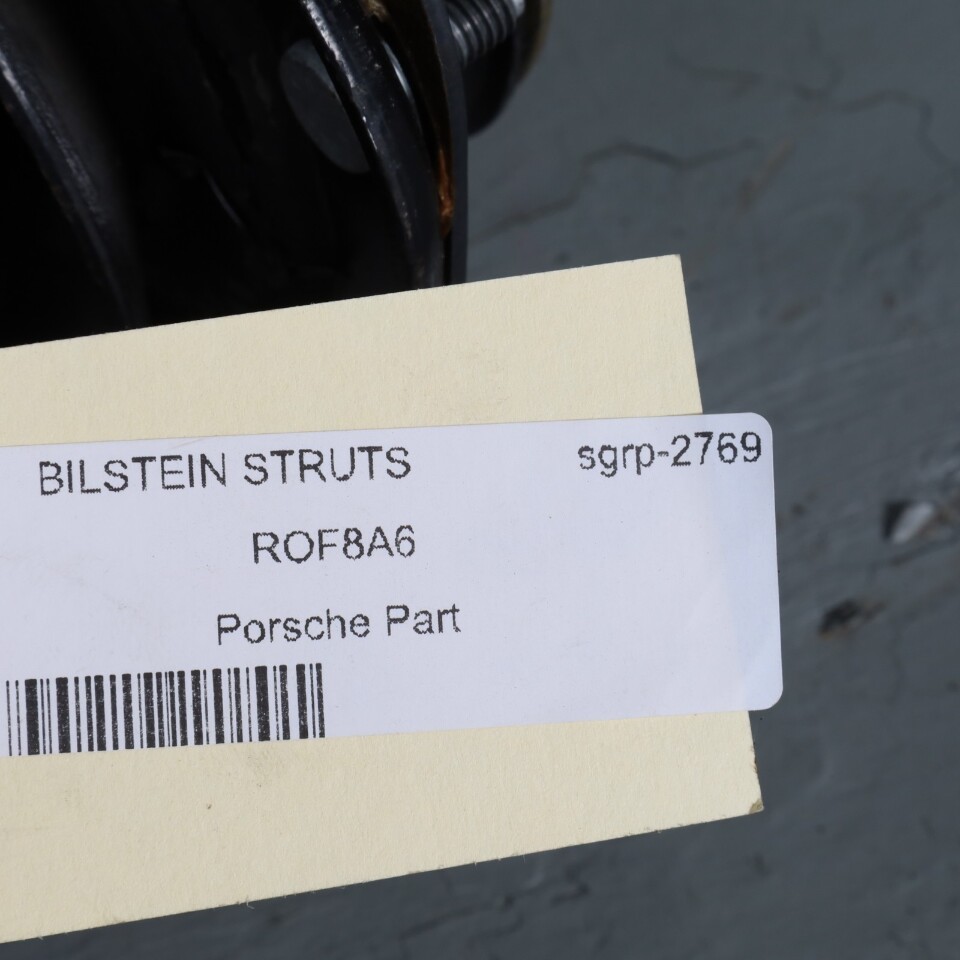 BILSTEIN STRUTS
sgrp-2769
ROF8A6
Porsche Part